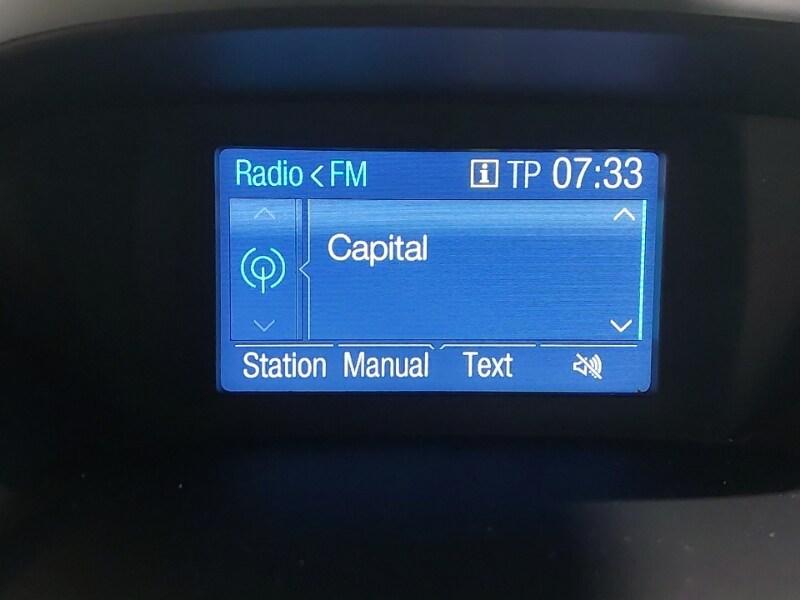 Radio < FM i TP 07:33
Capital
Station Manual Text